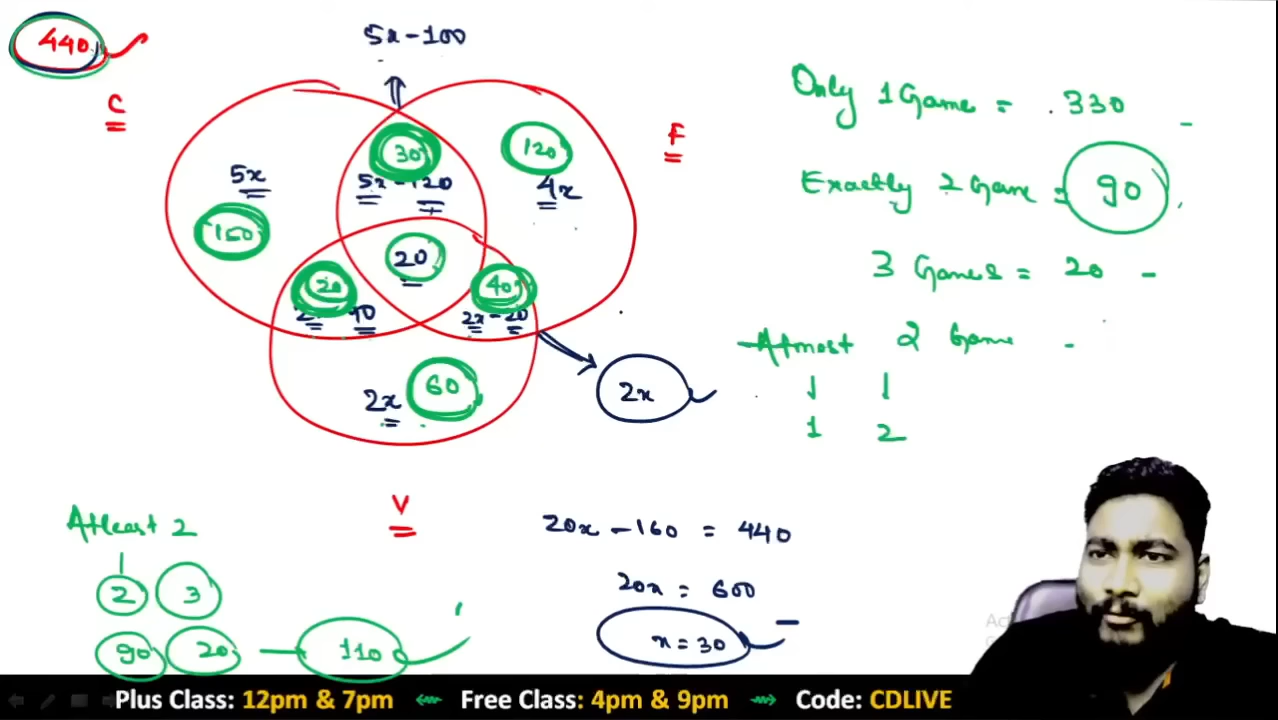 440
5x-100
C
F
5x
150
30
5x-120
120
4x
20
20
40
2x-20
2x
60
2x
V
Only 1 Game = 330
Exactly 2 Game = 90
3 Games = 20
Atmost 2 Game
1 2
Atleast 2
2 3
90 20 — 110
20x - 160 = 440
20x = 600
x = 30
Plus Class: 12pm & 7pm Free Class: 4pm & 9pm Code: CDLIVE